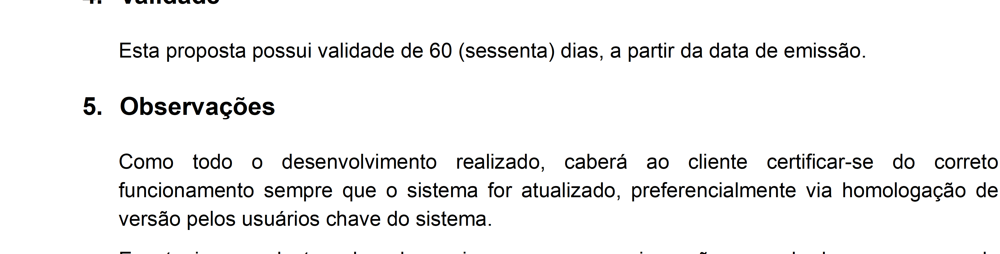 4. Validade
Esta proposta possui validade de 60 (sessenta) dias, a partir da data de emissão.
5. Observações
Como todo o desenvolvimento realizado, caberá ao cliente certificar-se do correto
funcionamento sempre que o sistema for atualizado, preferencialmente via homologação de
versão pelos usuários chave do sistema.